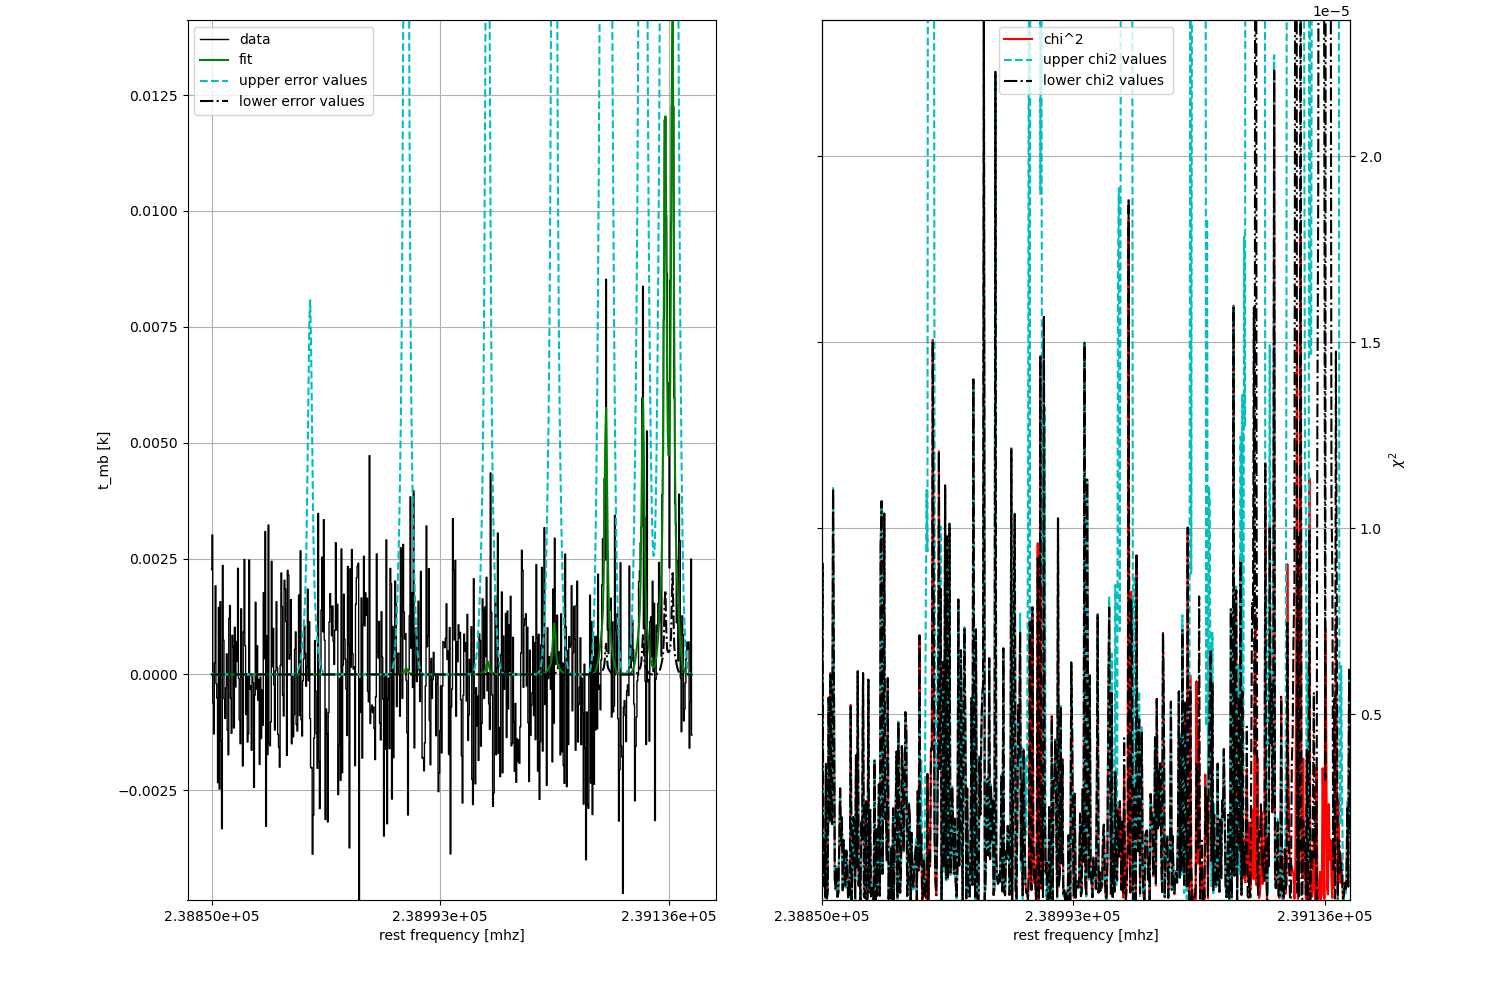 data
fit
upper error values
lower error values
0.0125
0.0100
0.0075
0.0050
0.0025
0.0000
−0.0025
t_mb [k]
2.38850e+05
2.38993e+05
2.39136e+05
rest frequency [mhz]
1e−5
chi^2
upper chi2 values
lower chi2 values
2.0
1.5
1.0
0.5
χ²
2.38850e+05
2.38993e+05
2.39136e+05
rest frequency [mhz]